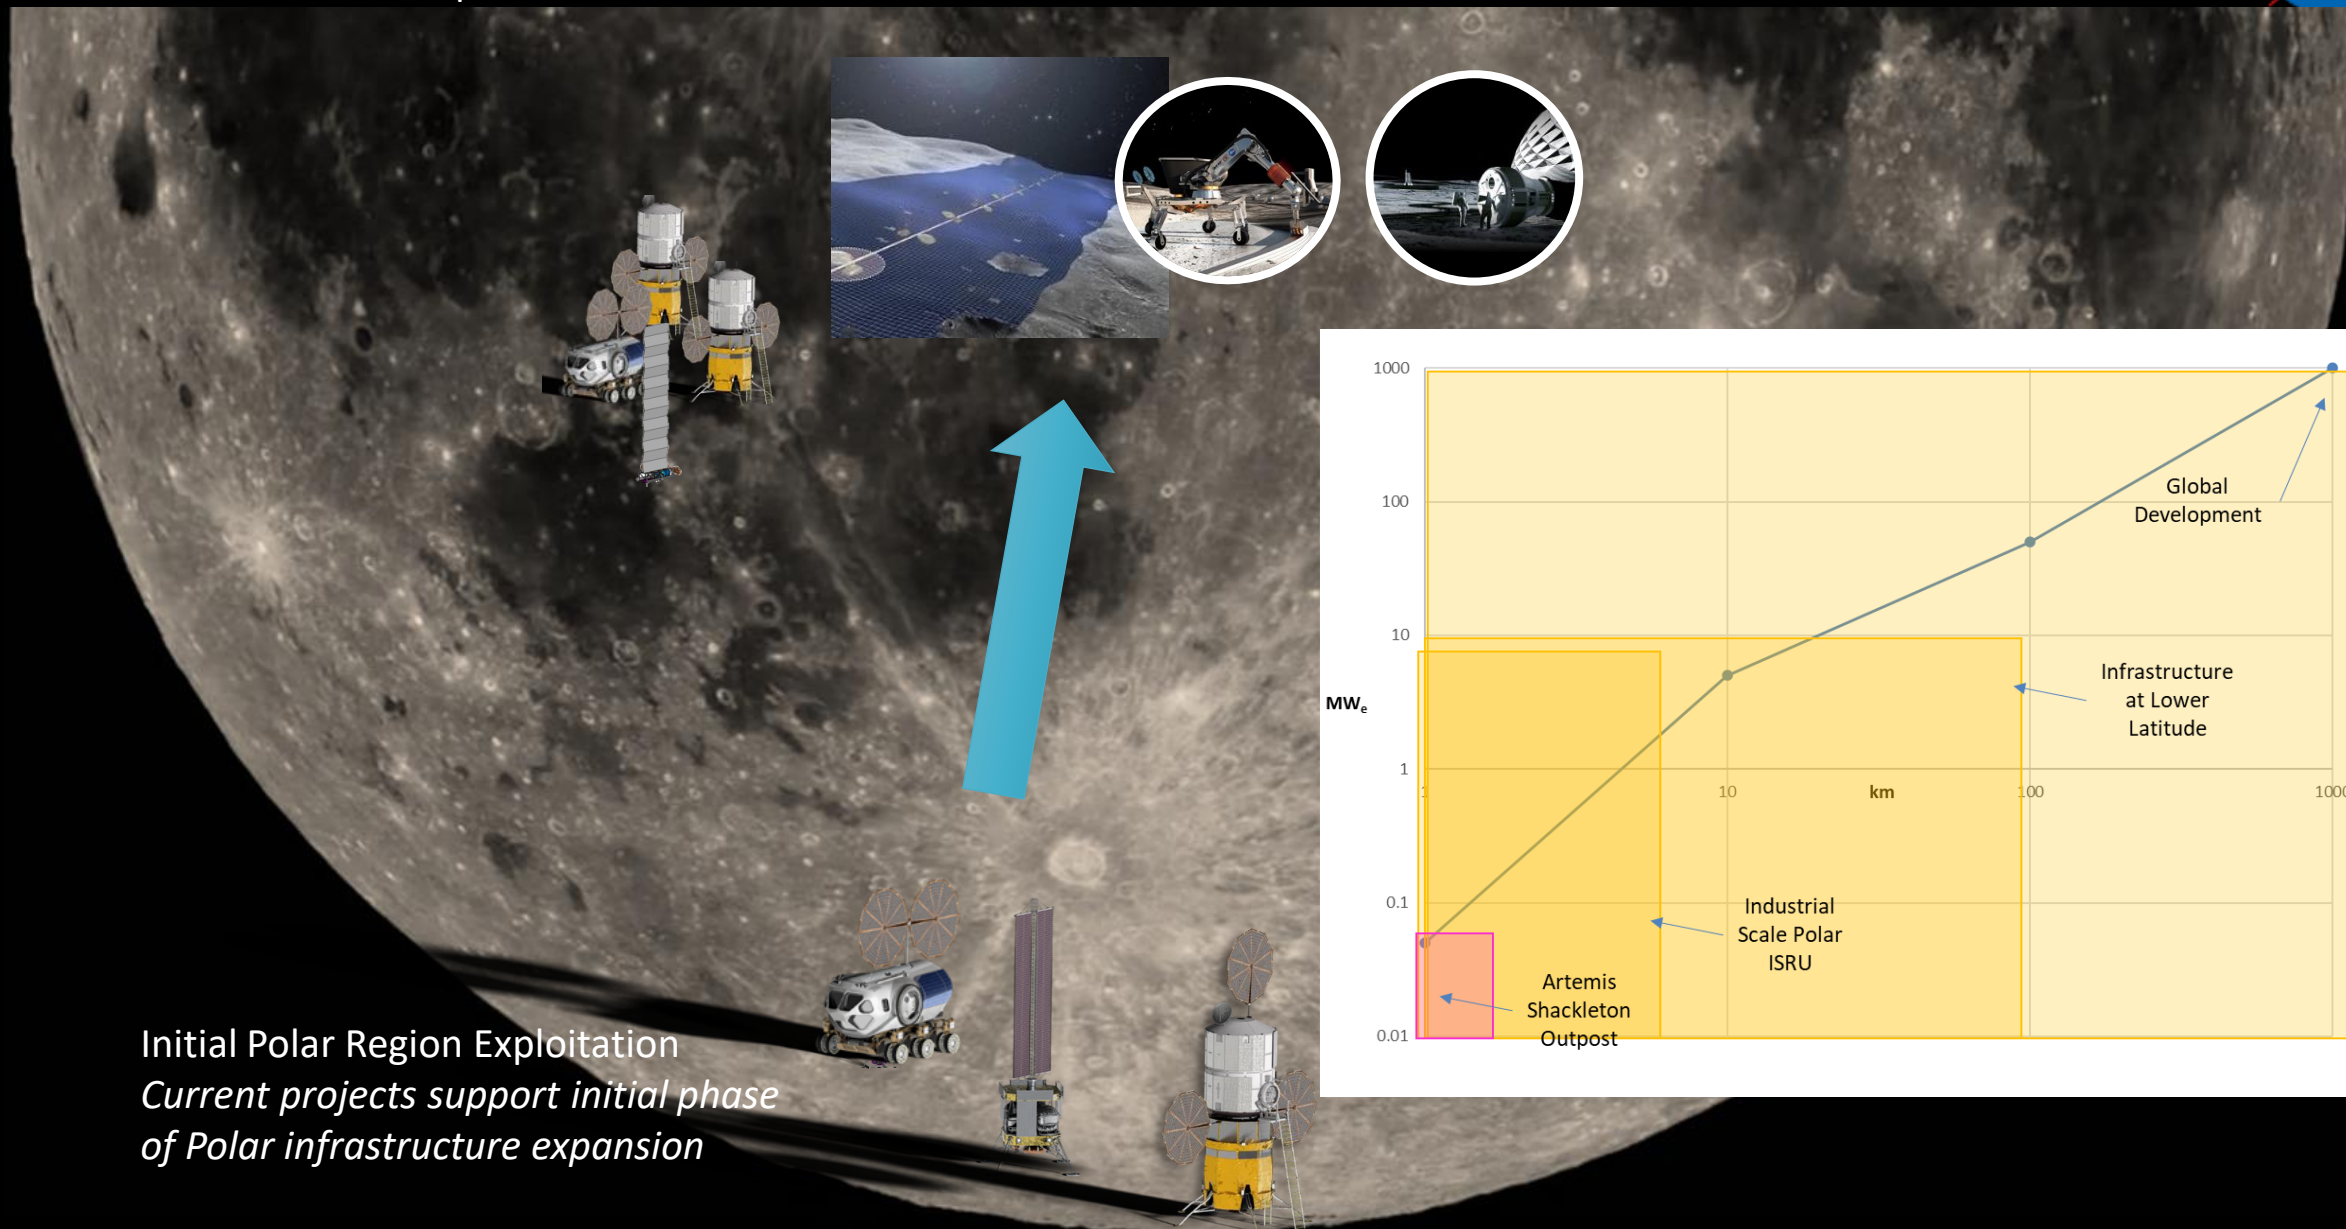 1000
100
10
1
0.1
0.01
MWe
1
10
km
100
1000
Global
Development
Infrastructure
at Lower
Latitude
Industrial
Scale Polar
ISRU
Artemis
Shackleton
Outpost
Initial Polar Region Exploitation
Current projects support initial phase
of Polar infrastructure expansion